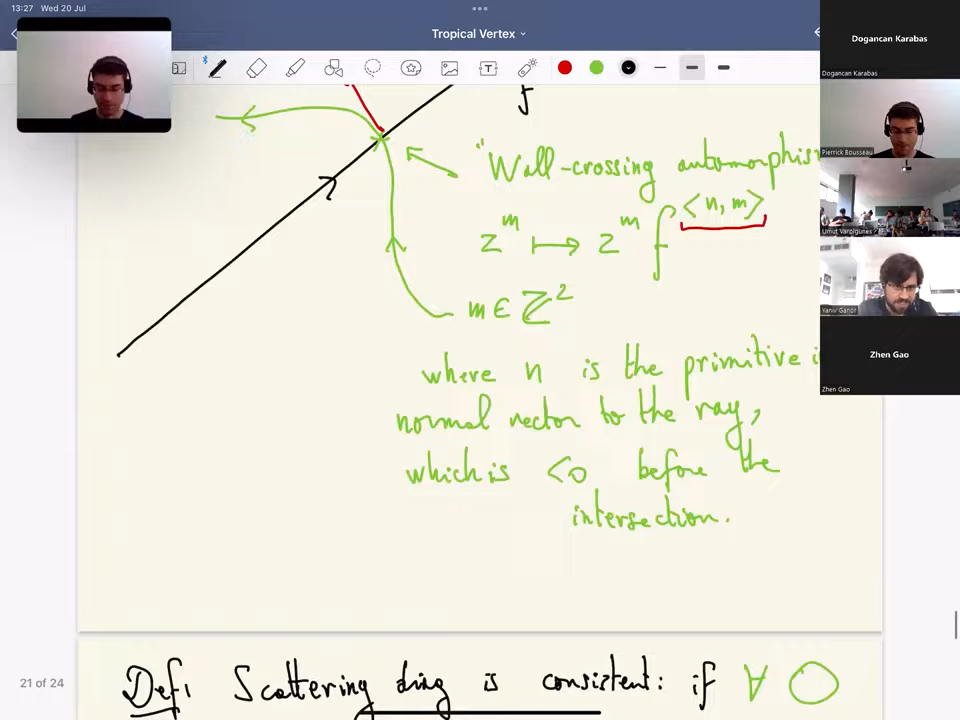 13:27 Wed 20 Jul
Tropical Vertex
Dogancan Karabas
Dogancan Karabas
Pierrick Bousseau
Umut Varolgunes
Yaniv Ganor
Zhen Gao
Zhen Gao
f
"Wall-crossing automorphis
z^m ↦ z^m f^{<n, m>}
m ∈ ℤ^2
where n is the primitive i
normal vector to the ray,
which is <0 before the
intersection.
21 of 24
Def: Scattering diag is consistent: if ∀